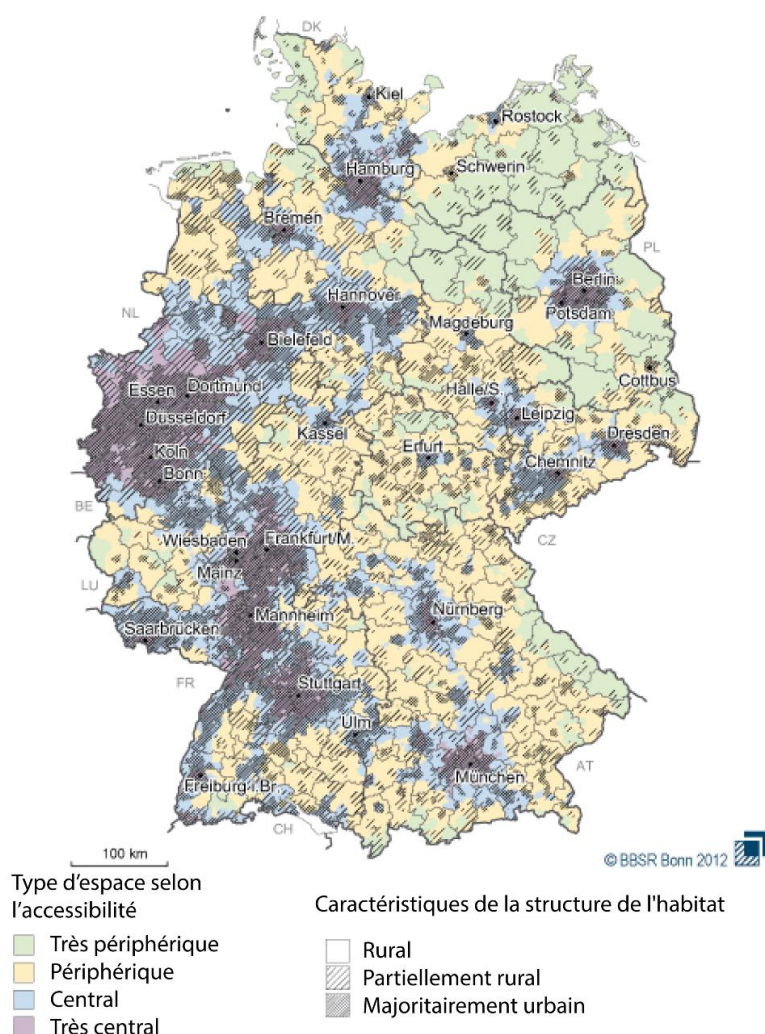 DK
Kiel
Rostock
Hamburg
Schwerin
Bremen
PL
Berlin
NL
Hannover
Potsdam
Magdeburg
Bielefeld
Essen
Dortmund
Halle/S.
Cottbus
Düsseldorf
Leipzig
Kassel
Dresden
Köln
Erfurt
Chemnitz
Bonn
BE
Wiesbaden
Frankfurt/M.
CZ
Mainz
LU
Nürnberg
Mannheim
Saarbrücken
FR
Stuttgart
Ulm
AT
München
Freiburg i.Br.
CH
100 km
© BBSR Bonn 2012
Type d'espace selon
l'accessibilité
Très périphérique
Périphérique
Central
Très central
Caractéristiques de la structure de l'habitat
Rural
Partiellement rural
Majoritairement urbain